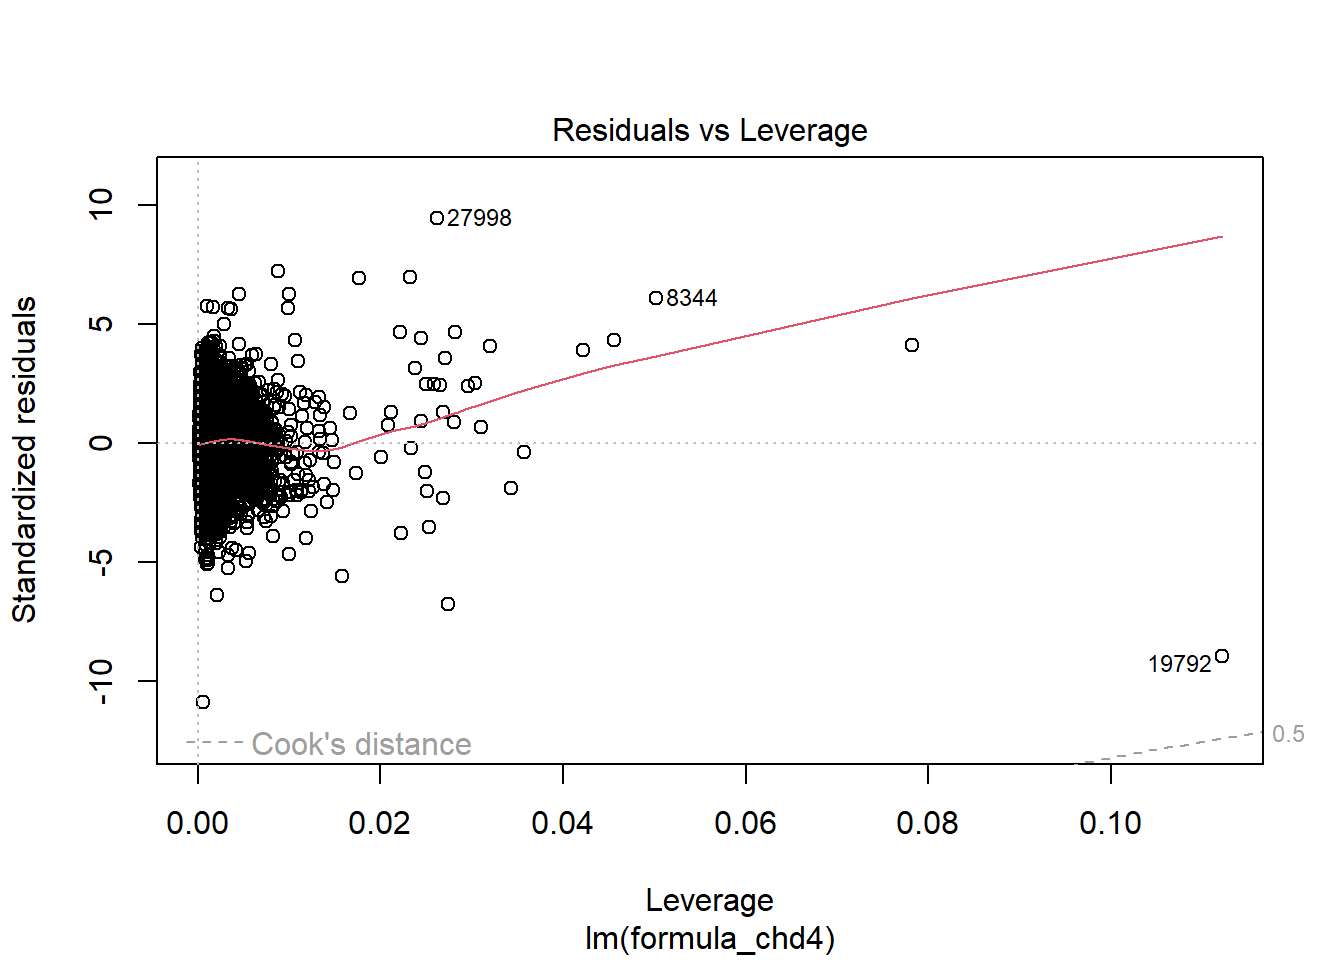 Residuals vs Leverage
Standardized residuals
10
5
0
-5
-10
27998
8344
19792
Cook's distance
0.5
0.00 0.02 0.04 0.06 0.08 0.10
Leverage
lm(formula_chd4)